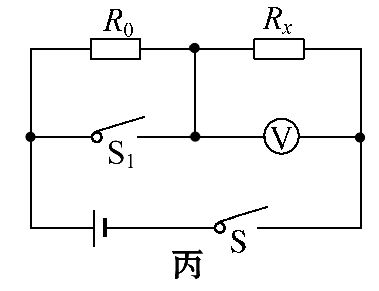 R₀ Rₓ
S₁ V
S
丙